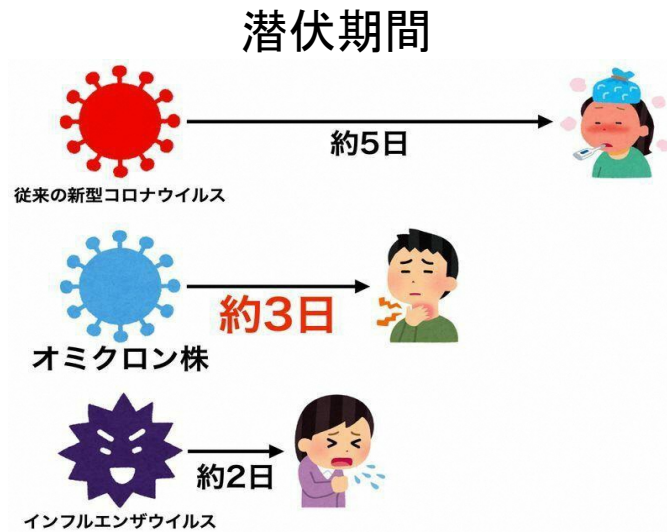 潜伏期間
約5日
従来の新型コロナウイルス
約3日
オミクロン株
約2日
インフルエンザウイルス